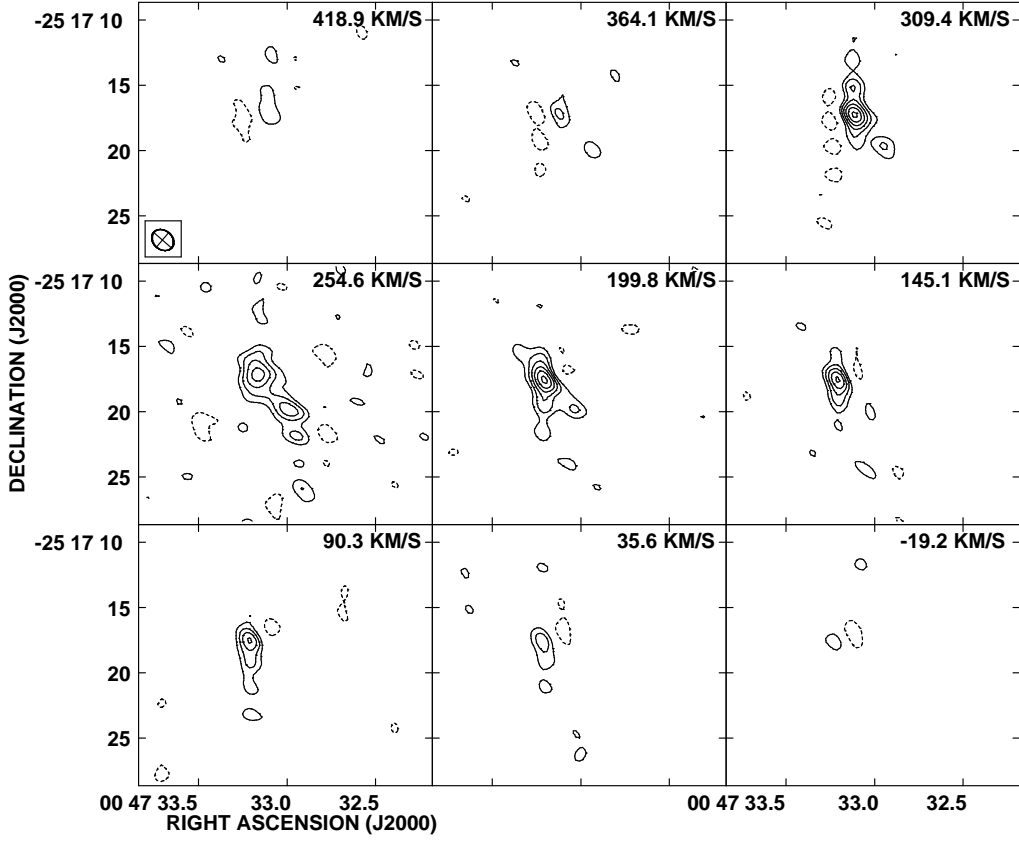 -25 17 10
418.9 KM/S
364.1 KM/S
309.4 KM/S
15
20
25
-25 17 10
254.6 KM/S
199.8 KM/S
145.1 KM/S
15
20
25
DECLINATION (J2000)
-25 17 10
90.3 KM/S
35.6 KM/S
-19.2 KM/S
15
20
25
00 47 33.5
33.0
32.5
00 47 33.5
33.0
32.5
RIGHT ASCENSION (J2000)